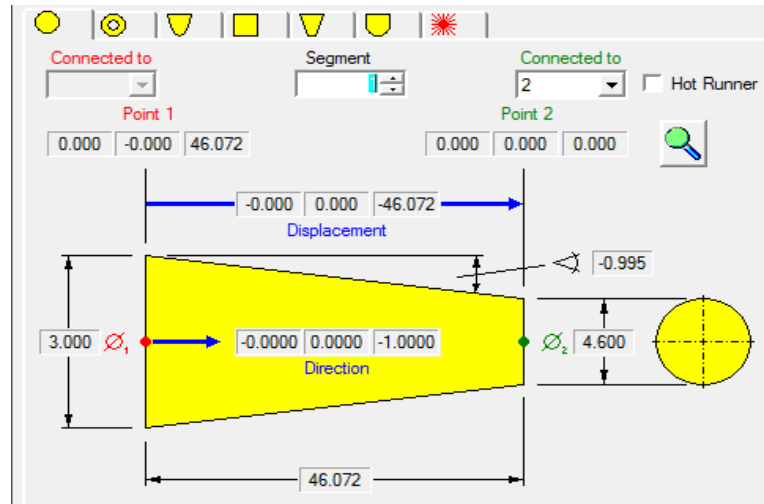 Connected to Segment Connected to
1 2 Hot Runner
Point 1 Point 2
0.000 -0.000 46.072 0.000 0.000 0.000
-0.000 0.000 -46.072
Displacement
-0.995
3.000 Ø1 -0.0000 0.0000 -1.0000 Ø2 4.600
Direction
46.072